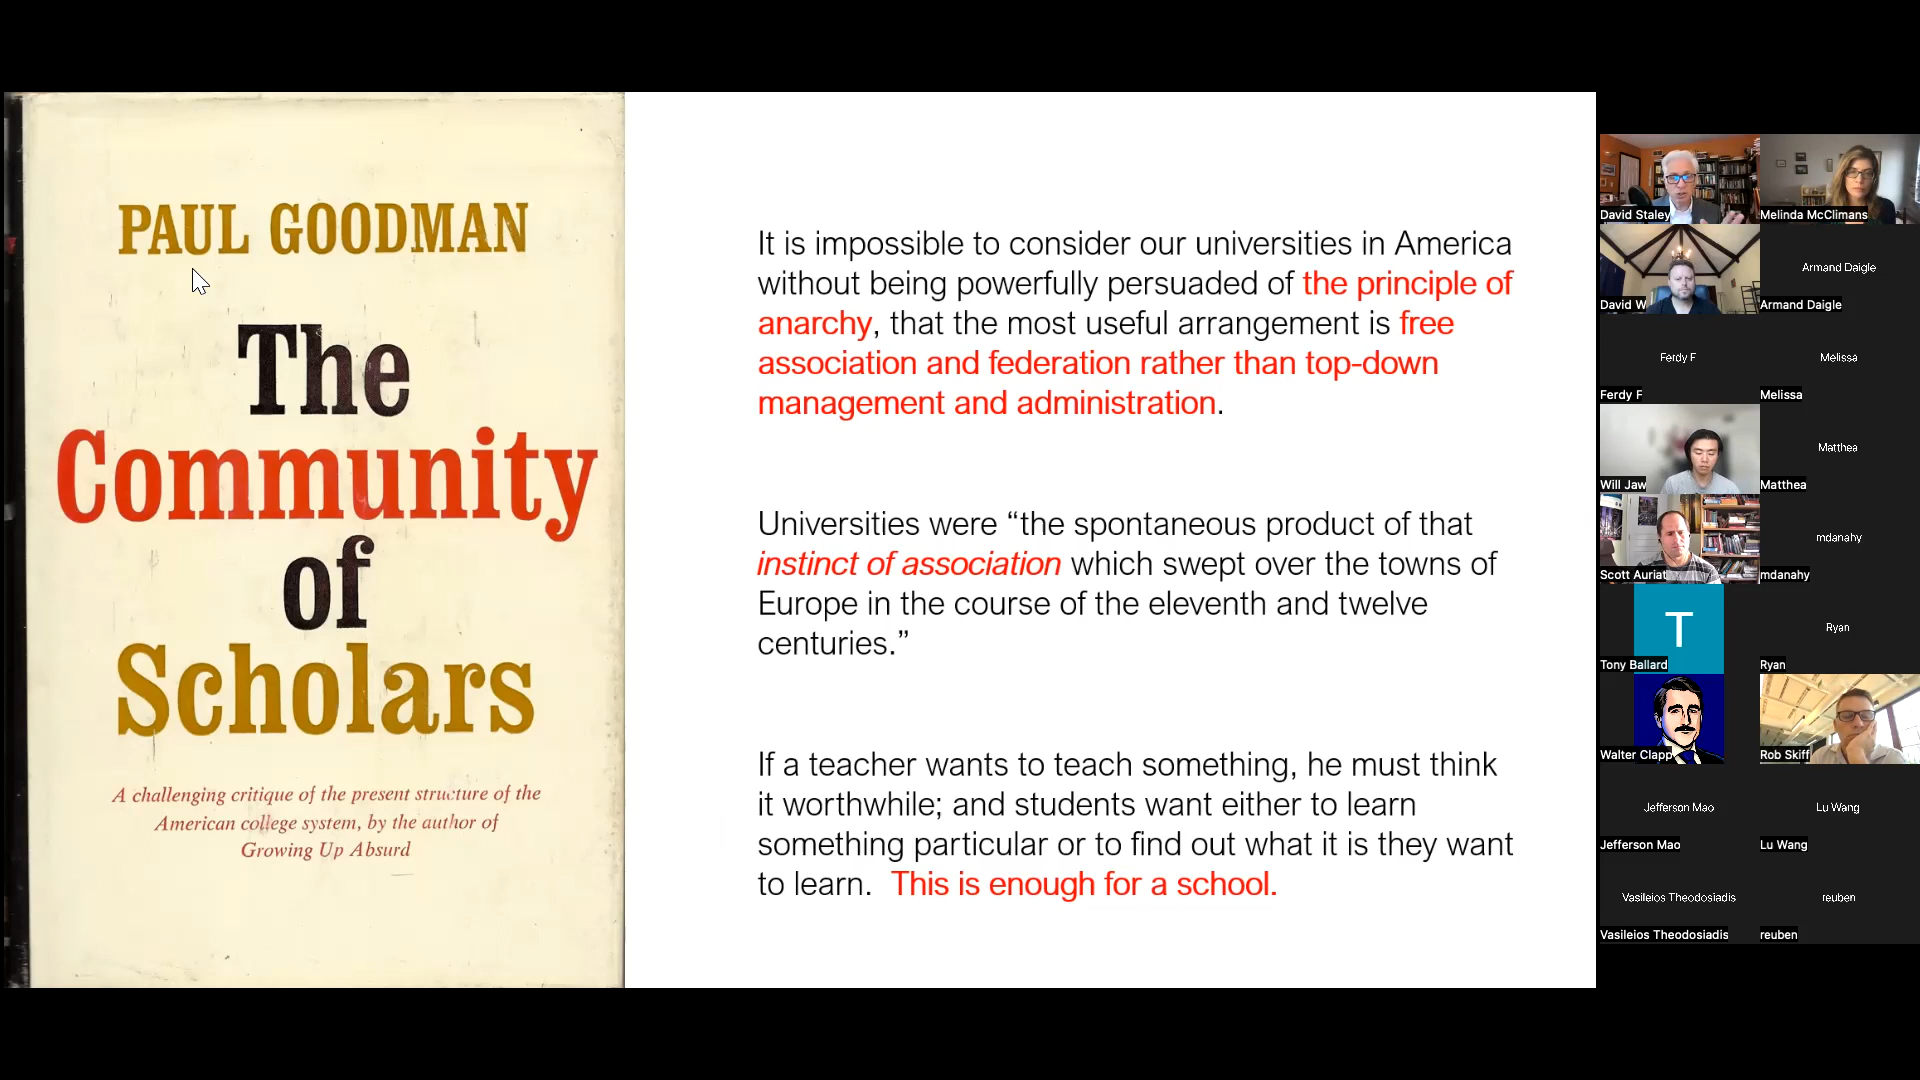 PAUL GOODMAN
The
Community
of
Scholars
A challenging critique of the present structure of the
American college system, by the author of
Growing Up Absurd
It is impossible to consider our universities in America
without being powerfully persuaded of the principle of
anarchy, that the most useful arrangement is free
association and federation rather than top-down
management and administration.
Universities were “the spontaneous product of that
instinct of association which swept over the towns of
Europe in the course of the eleventh and twelve
centuries.”
If a teacher wants to teach something, he must think
it worthwhile; and students want either to learn
something particular or to find out what it is they want
to learn.  This is enough for a school.
David Staley
Melinda McClimans
David W
Armand Daigle
Armand Daigle
Ferdy F
Ferdy F
Melissa
Melissa
Will Jaw
Matthea
Matthea
Scott Auriat
mdanahy
mdanahy
T
Tony Ballard
Ryan
Ryan
Walter Clapp
Rob Skiff
Jefferson Mao
Jefferson Mao
Lu Wang
Lu Wang
Vasileios Theodosiadis
Vasileios Theodosiadis
reuben
reuben